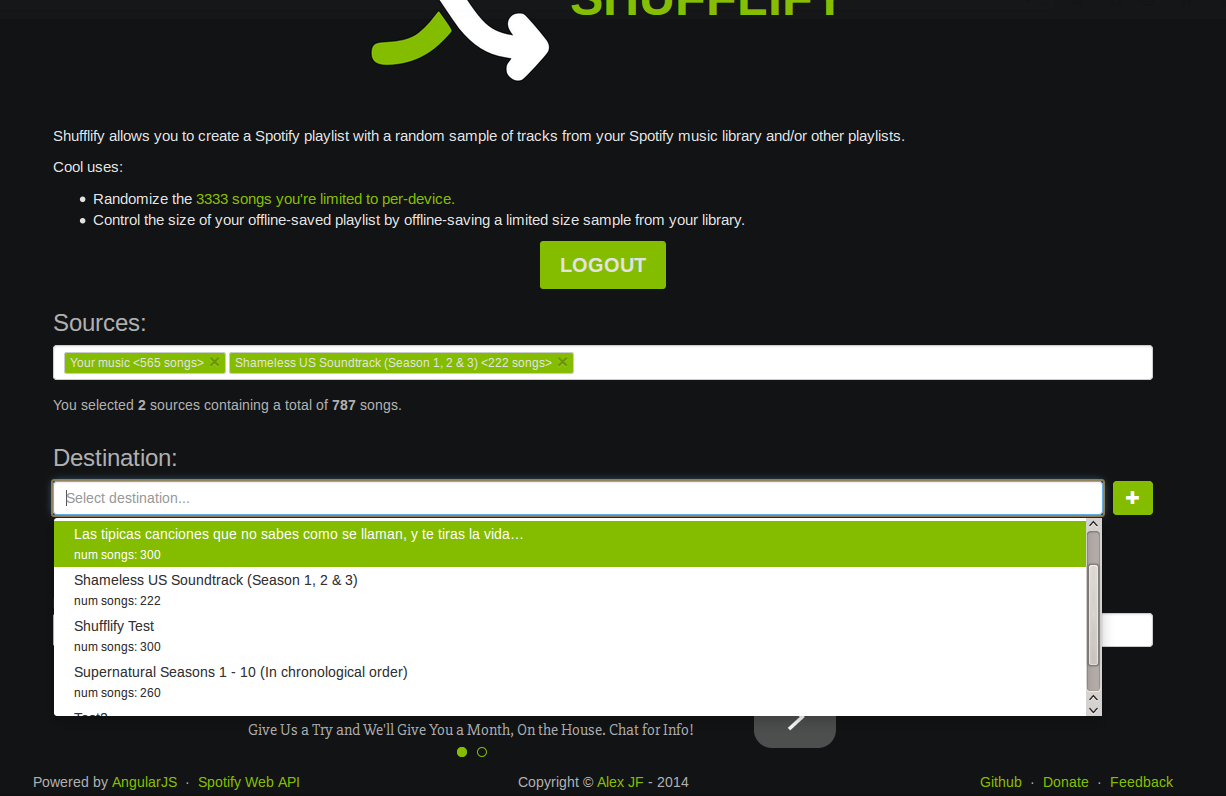 SHUFFLIFY
Shufflify allows you to create a Spotify playlist with a random sample of tracks from your Spotify music library and/or other playlists.
Cool uses:
Randomize the 3333 songs you're limited to per-device.
Control the size of your offline-saved playlist by offline-saving a limited size sample from your library.
LOGOUT
Sources:
Your music <565 songs> × Shameless US Soundtrack (Season 1, 2 & 3) <222 songs> ×
You selected 2 sources containing a total of 787 songs.
Destination:
Select destination...
Las tipicas canciones que no sabes como se llaman, y te tiras la vida…
num songs: 300
Shameless US Soundtrack (Season 1, 2 & 3)
num songs: 222
Shufflify Test
num songs: 300
Supernatural Seasons 1 - 10 (In chronological order)
num songs: 260
Give Us a Try and We'll Give You a Month, On the House. Chat for Info!
Powered by AngularJS · Spotify Web API
Copyright © Alex JF - 2014
Github · Donate · Feedback